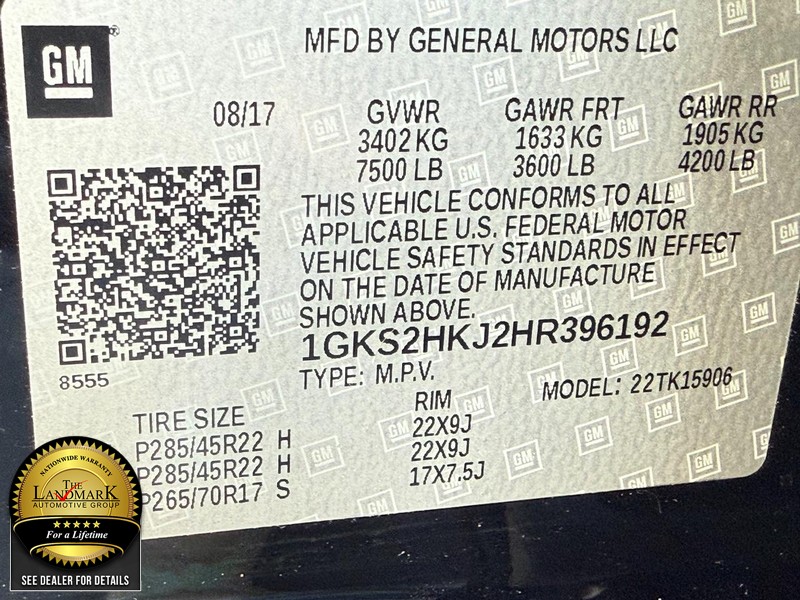 GM
MFD BY GENERAL MOTORS LLC
08/17 GVWR GAWR FRT GAWR RR
3402 KG 1633 KG 1905 KG
7500 LB 3600 LB 4200 LB
THIS VEHICLE CONFORMS TO ALL
APPLICABLE U.S. FEDERAL MOTOR
VEHICLE SAFETY STANDARDS IN EFFECT
ON THE DATE OF MANUFACTURE
SHOWN ABOVE.
1GKS2HKJ2HR396192
8555
TYPE: M.P.V. MODEL: 22TK15906
TIRE SIZE RIM
P285/45R22 H 22X9J
P285/45R22 H 22X9J
P265/70R17 S 17X7.5J
NATIONWIDE WARRANTY
THE
LANDMARK
AUTOMOTIVE GROUP
For a Lifetime
SEE DEALER FOR DETAILS